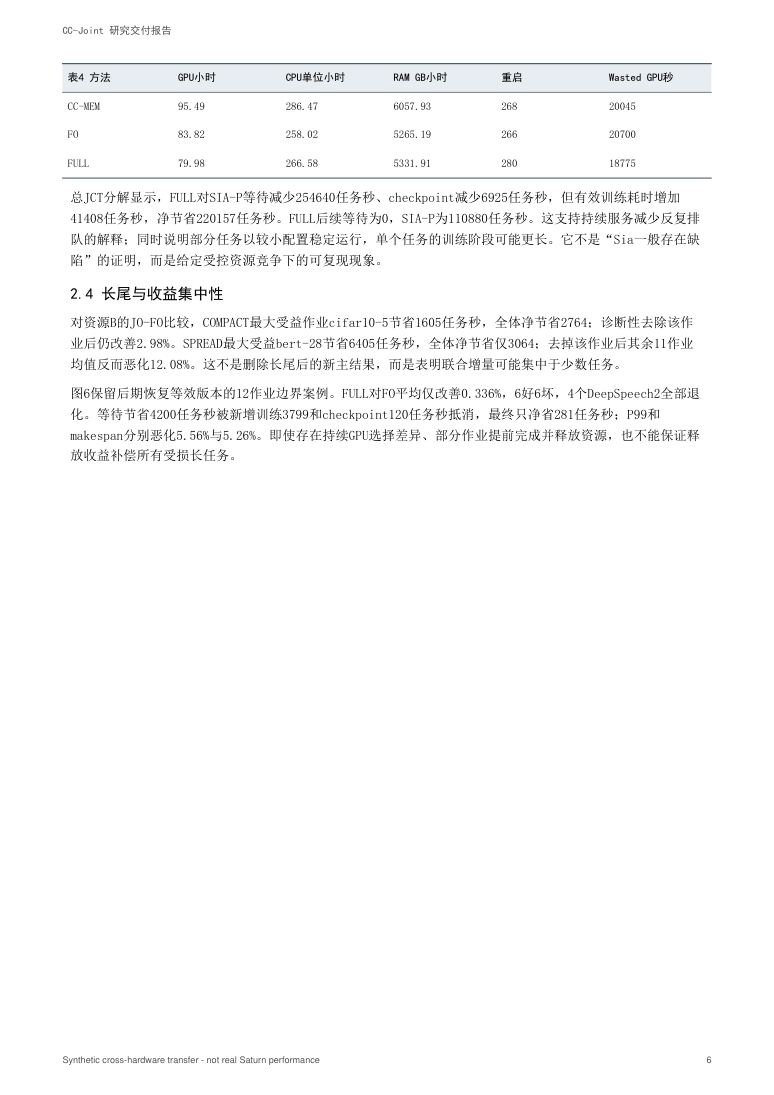 CC-Joint 研究交付报告
表4 方法 GPU小时 CPU单位小时 RAM GB小时 重启 Wasted GPU秒
CC-MEM 95.49 286.47 6057.93 268 20045
FO 83.82 258.02 5265.19 266 20700
FULL 79.98 266.58 5331.91 280 18775
总JCT分解显示，FULL对SIA-P等待减少254640任务秒、checkpoint减少6925任务秒，但有效训练耗时增加
41408任务秒，净节省220157任务秒。FULL后续等待为0，SIA-P为110880任务秒。这支持持续服务减少反复排
队的解释；同时说明部分任务以较小配置稳定运行，单个任务的训练阶段可能更长。它不是“Sia一般存在缺
陷”的证明，而是给定受控资源竞争下的可复现现象。
2.4 长尾与收益集中性
对资源B的JO-FO比较，COMPACT最大受益作业cifar10-5节省1605任务秒，全体净节省2764；诊断性去除该作
业后仍改善2.98%。SPREAD最大受益bert-28节省6405任务秒，全体净节省仅3064；去掉该作业后其余11作业
均值反而恶化12.08%。这不是删除长尾后的新主结果，而是表明联合增量可能集中于少数任务。
图6保留后期恢复等效版本的12作业边界案例。FULL对FO平均仅改善0.336%，6好6坏，4个DeepSpeech2全部退
化。等待节省4200任务秒被新增训练3799和checkpoint120任务秒抵消，最终只净省281任务秒；P99和
makespan分别恶化5.56%与5.26%。即使存在持续GPU选择差异、部分作业提前完成并释放资源，也不能保证释
放收益补偿所有受损长任务。
Synthetic cross-hardware transfer - not real Saturn performance 6